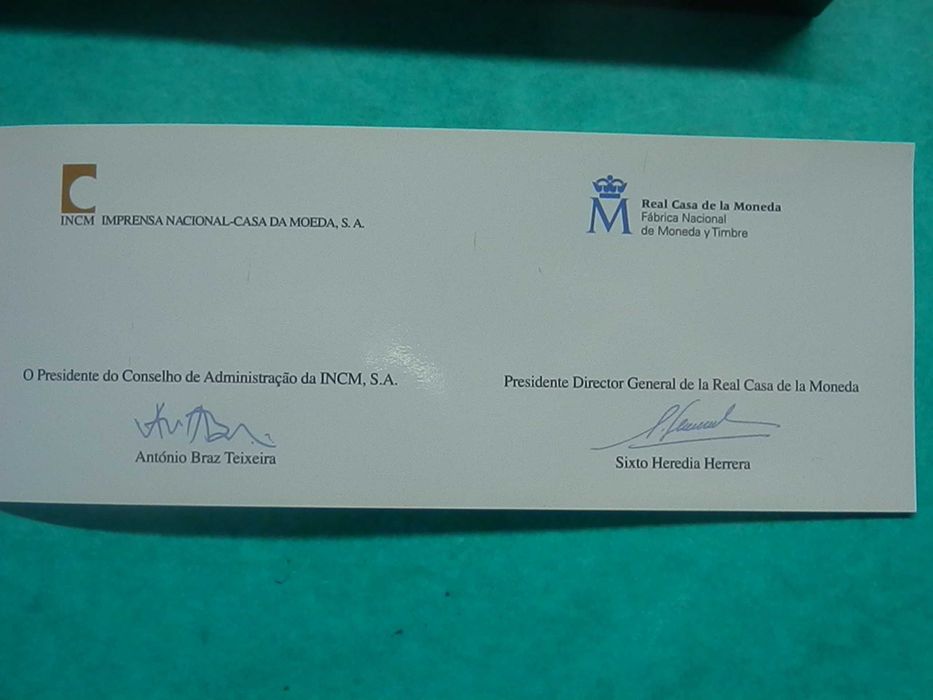 INCM IMPRENSA NACIONAL-CASA DA MOEDA, S. A.
Real Casa de la Moneda
Fábrica Nacional
de Moneda y Timbre
O Presidente do Conselho de Administração da INCM, S.A.
António Braz Teixeira
Presidente Director General de la Real Casa de la Moneda
Sixto Heredia Herrera